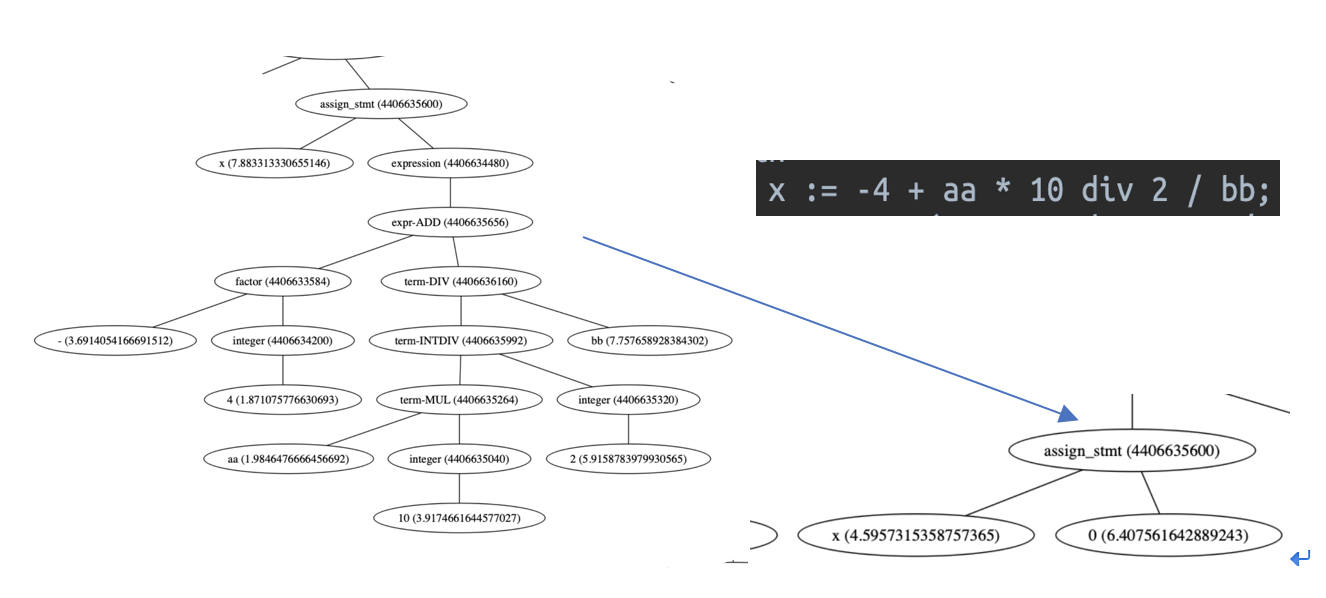 assign_stmt (4406635600)
x (7.883313330655146)
expression (4406634480)
expr-ADD (4406635656)
factor (4406633584)
term-DIV (4406636160)
- (3.6914054166691512)
integer (4406634200)
term-INTDIV (4406635992)
bb (7.757658928384302)
4 (1.871075776630693)
term-MUL (4406635264)
integer (4406635320)
aa (1.9846476666456692)
integer (4406635040)
2 (5.9158783979930565)
10 (3.9174661644577027)
x := -4 + aa * 10 div 2 / bb;
assign_stmt (4406635600)
x (4.5957315358757365)
0 (6.407561642889243)